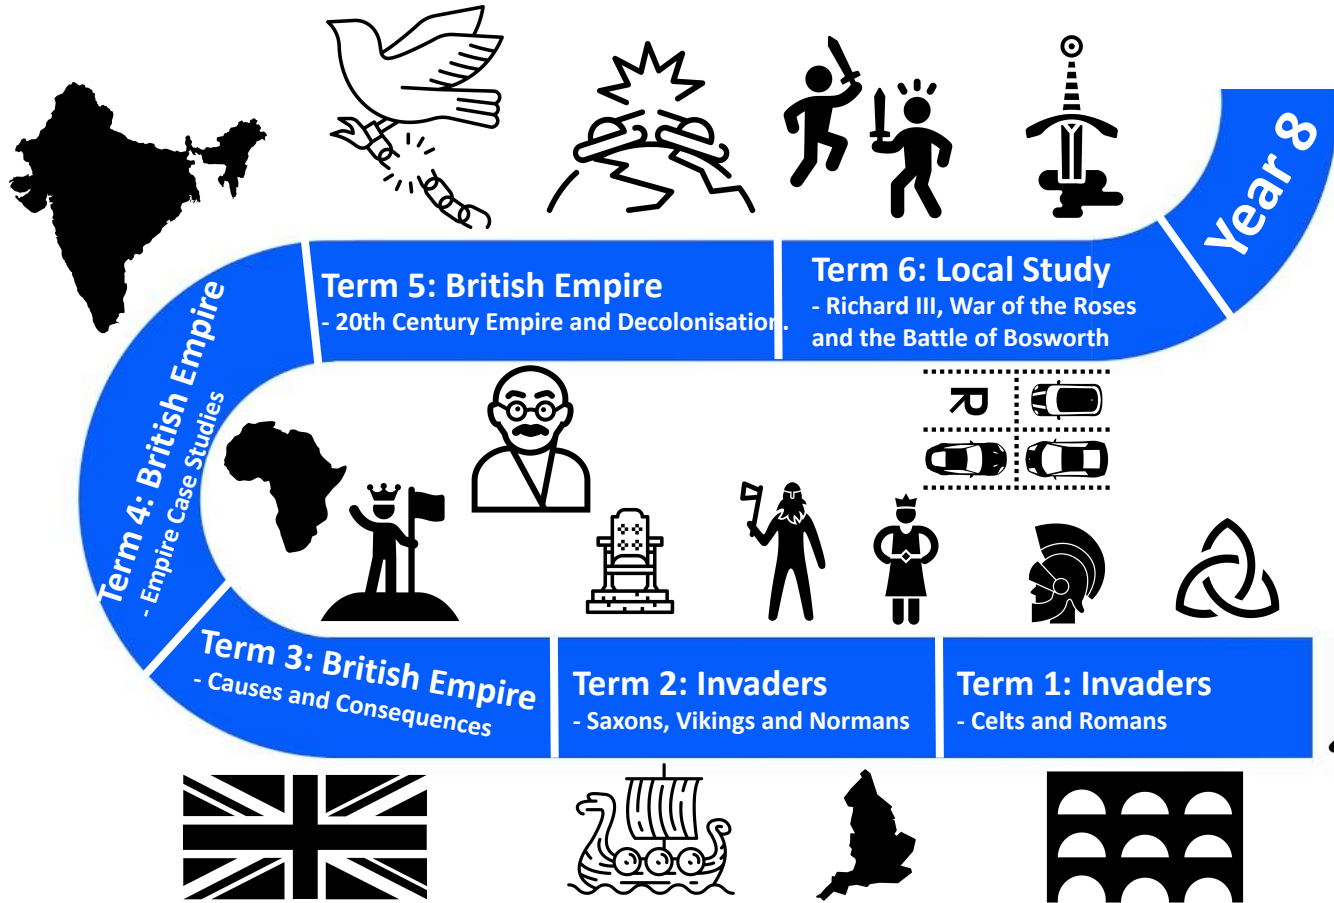 Year 8
Term 6: Local Study
- Richard III, War of the Roses
and the Battle of Bosworth
Term 5: British Empire
- 20th Century Empire and Decolonisation.
Term 4: British Empire
- Empire Case Studies
R
Term 3: British Empire
- Causes and Consequences
Term 2: Invaders
- Saxons, Vikings and Normans
Term 1: Invaders
- Celts and Romans